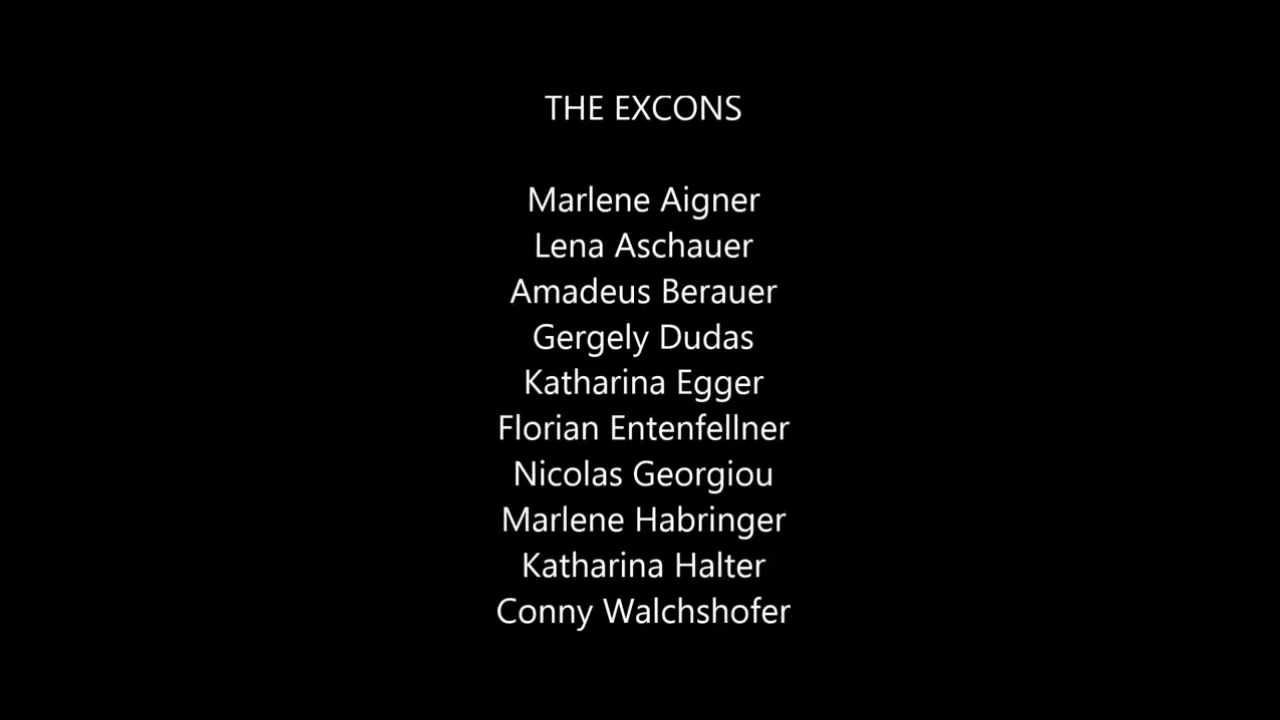 THE EXCONS
Marlene Aigner
Lena Aschauer
Amadeus Berauer
Gergely Dudas
Katharina Egger
Florian Entenfellner
Nicolas Georgiou
Marlene Habringer
Katharina Halter
Conny Walchshofer